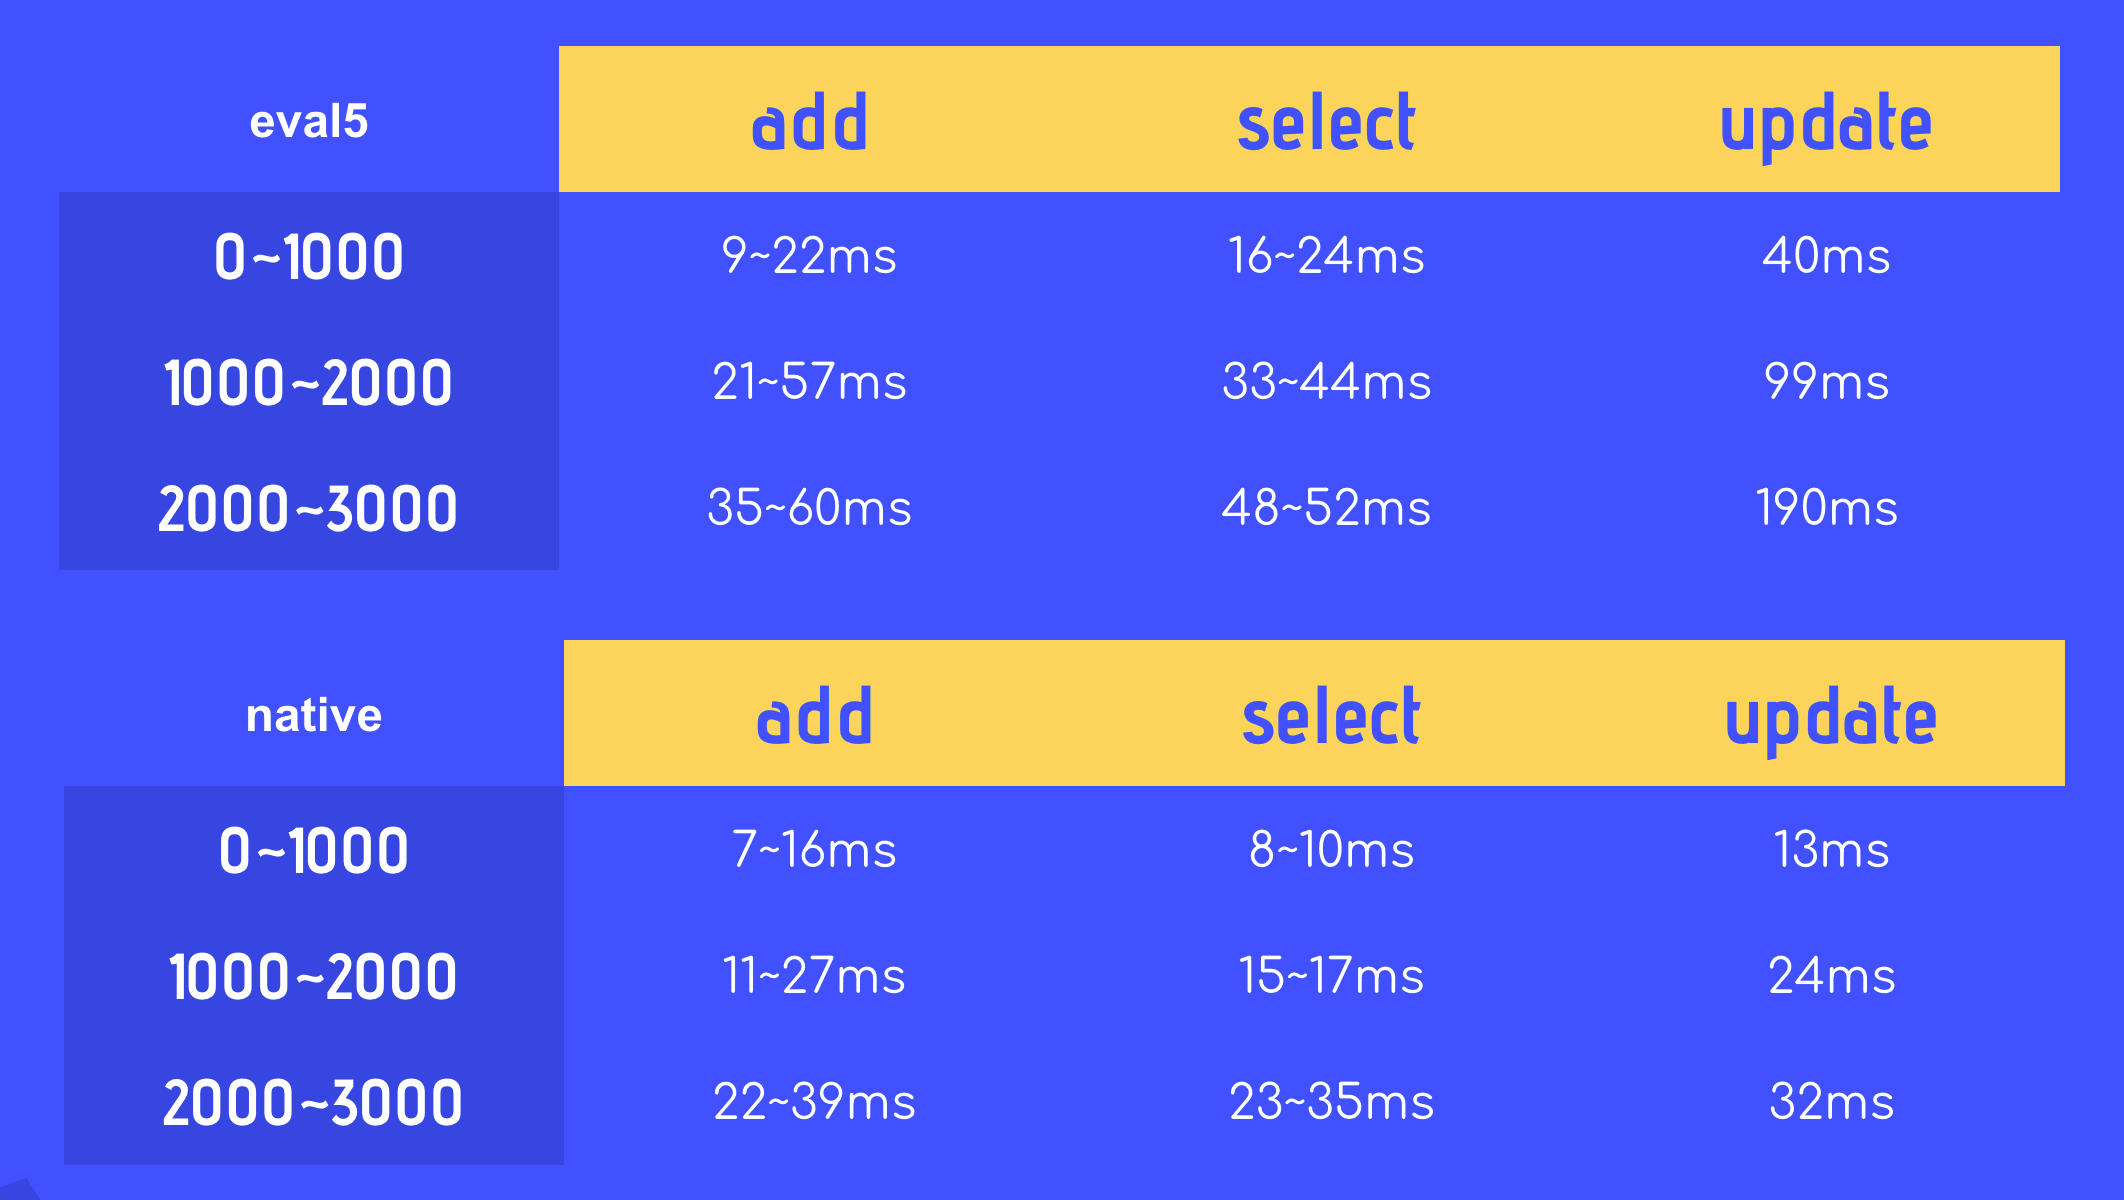 eval5 add select update
0~1000 9~22ms 16~24ms 40ms
1000~2000 21~57ms 33~44ms 99ms
2000~3000 35~60ms 48~52ms 190ms
native add select update
0~1000 7~16ms 8~10ms 13ms
1000~2000 11~27ms 15~17ms 24ms
2000~3000 22~39ms 23~35ms 32ms